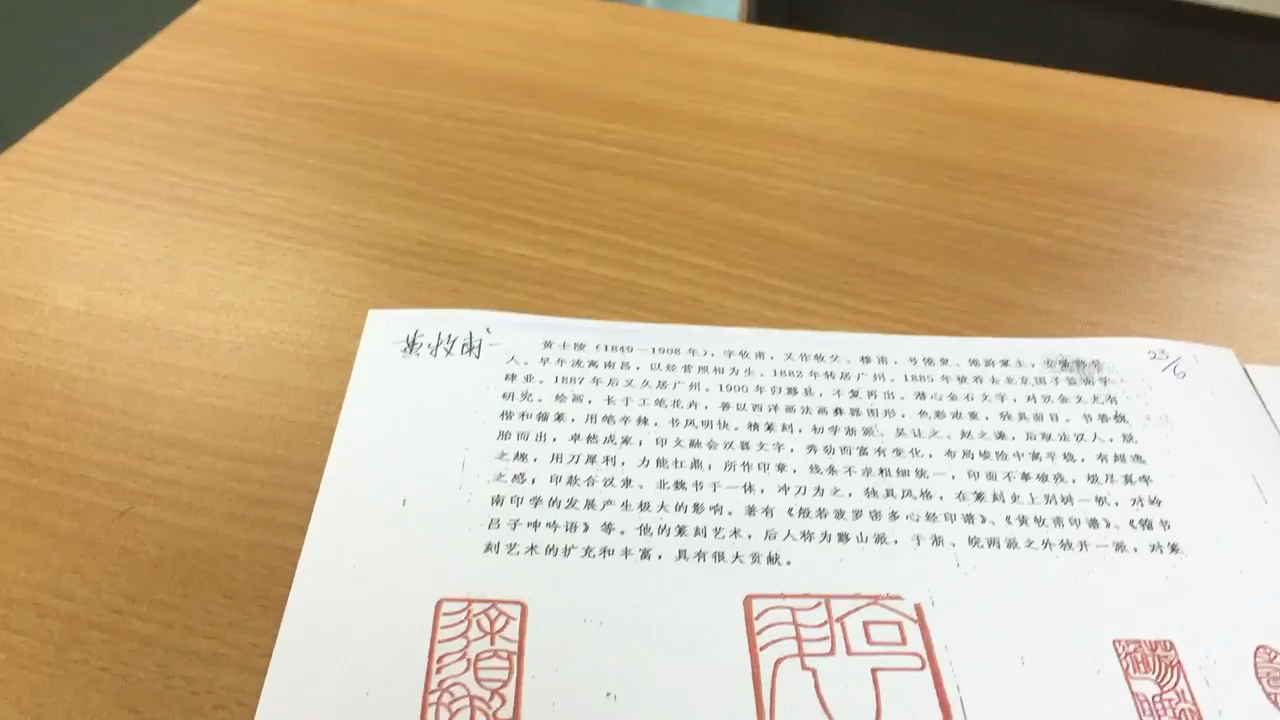 黄牧甫
23/6
黄士陵（1849－1908年），字牧甫，又作牧父、穆甫，号倦叟、倦游窠主，
人。早年流寓南昌，以经营照相为生。1882年转居广州。1885年被荐去北京国子监南学
肄业。1887年后又久居广州。1900年归黟县，不复再出。潜心金石文字，对汉金文尤有
研究。绘画，长于工笔花卉，善以西洋画法画彝器图形，色彩浓重，独具面目。书善魏
楷和籀篆，用笔辛辣，书风明快。精篆刻，初学浙派、吴让之、赵之谦，后取法汉人，脱
胎而出，卓然成家；印文融会汉器文字，秀劲而富有变化，布局峻险中寓平稳，有超逸
之趣，用刀犀利，力能扛鼎；所作印章，线条不求粗细统一，印面不事破残，极尽真率
之感；印款合汉隶、北魏书于一体，冲刀为之，独具风格，在篆刻史上别树一帜，对岭
南印学的发展产生极大的影响。著有《般若波罗密多心经印谱》、《黄牧甫印谱》、《籀书
吕子呻吟语》等。他的篆刻艺术，后人称为黟山派，于浙、皖两派之外独开一派，对篆
刻艺术的扩充和丰富，具有很大贡献。